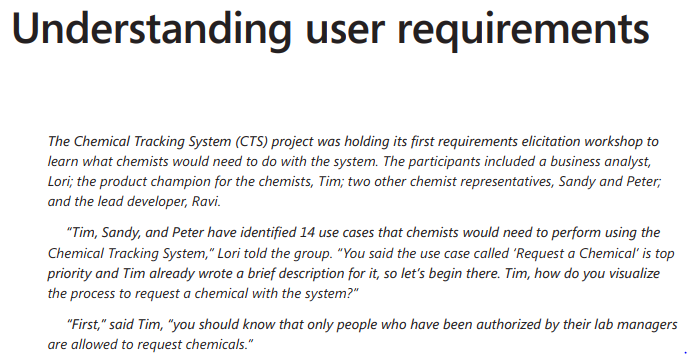 Understanding user requirements
The Chemical Tracking System (CTS) project was holding its first requirements elicitation workshop to
learn what chemists would need to do with the system. The participants included a business analyst,
Lori; the product champion for the chemists, Tim; two other chemist representatives, Sandy and Peter;
and the lead developer, Ravi.
“Tim, Sandy, and Peter have identified 14 use cases that chemists would need to perform using the
Chemical Tracking System,” Lori told the group. “You said the use case called ‘Request a Chemical’ is top
priority and Tim already wrote a brief description for it, so let’s begin there. Tim, how do you visualize
the process to request a chemical with the system?”
“First,” said Tim, “you should know that only people who have been authorized by their lab managers
are allowed to request chemicals.”